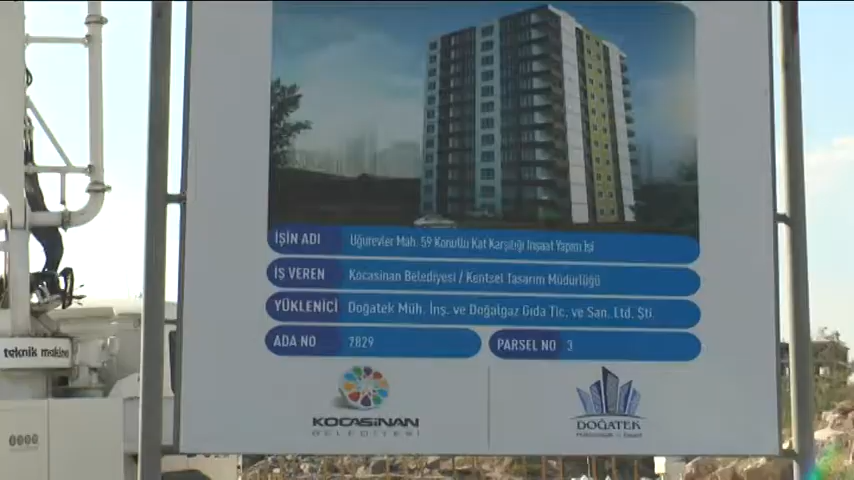 İŞİN ADI Uğurevler Mah. 59 Konutlu Kat Karşılığı İnşaat Yapım İşi
İŞ VEREN Kocasinan Belediyesi / Kentsel Tasarım Müdürlüğü
YÜKLENİCİ Doğatek Müh. İnş. ve Doğalgaz Gıda Tic. ve San. Ltd. Şti.
ADA NO 7829 PARSEL NO 3
teknik makine
KOCASİNAN
BELEDİYESİ
DOĞATEK